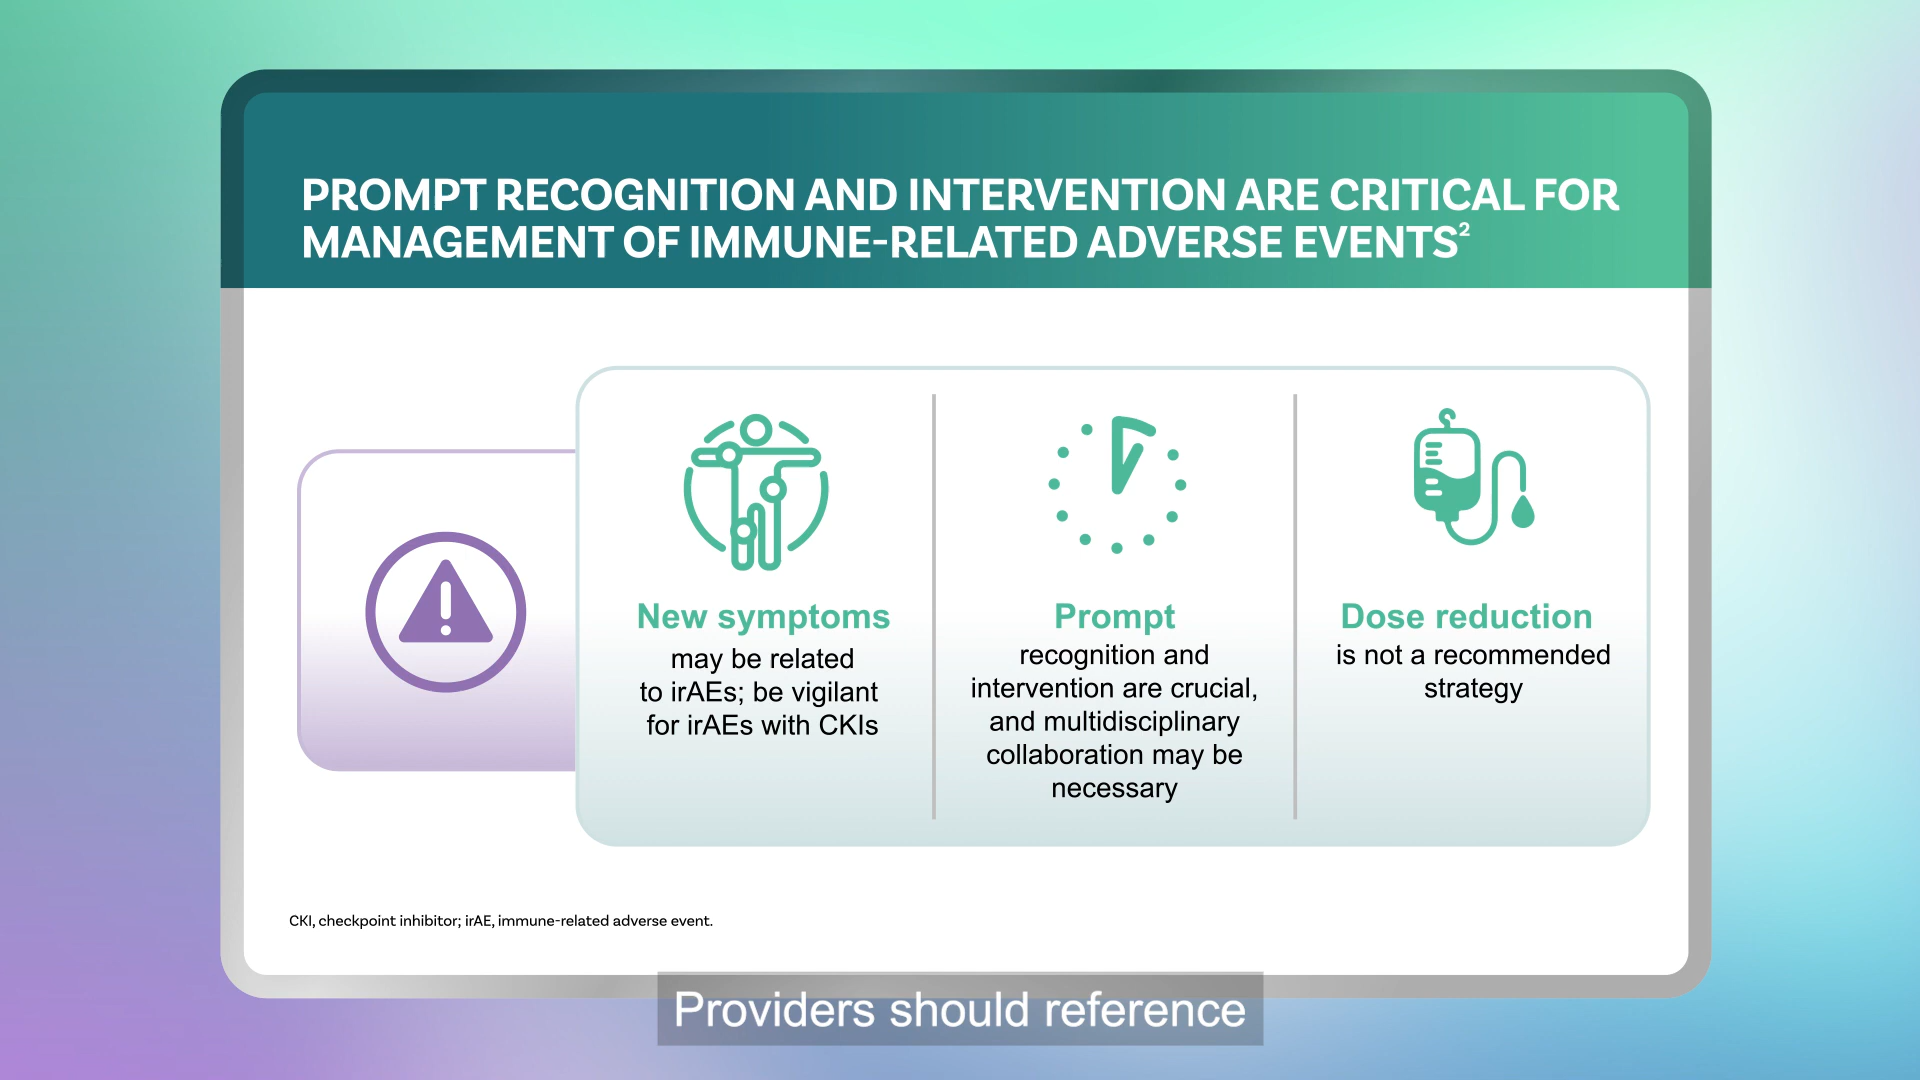 PROMPT RECOGNITION AND INTERVENTION ARE CRITICAL FOR
MANAGEMENT OF IMMUNE-RELATED ADVERSE EVENTS²
New symptoms
may be related
to irAEs; be vigilant
for irAEs with CKIs
Prompt
recognition and
intervention are crucial,
and multidisciplinary
collaboration may be
necessary
Dose reduction
is not a recommended
strategy
CKI, checkpoint inhibitor; irAE, immune-related adverse event.
Providers should reference